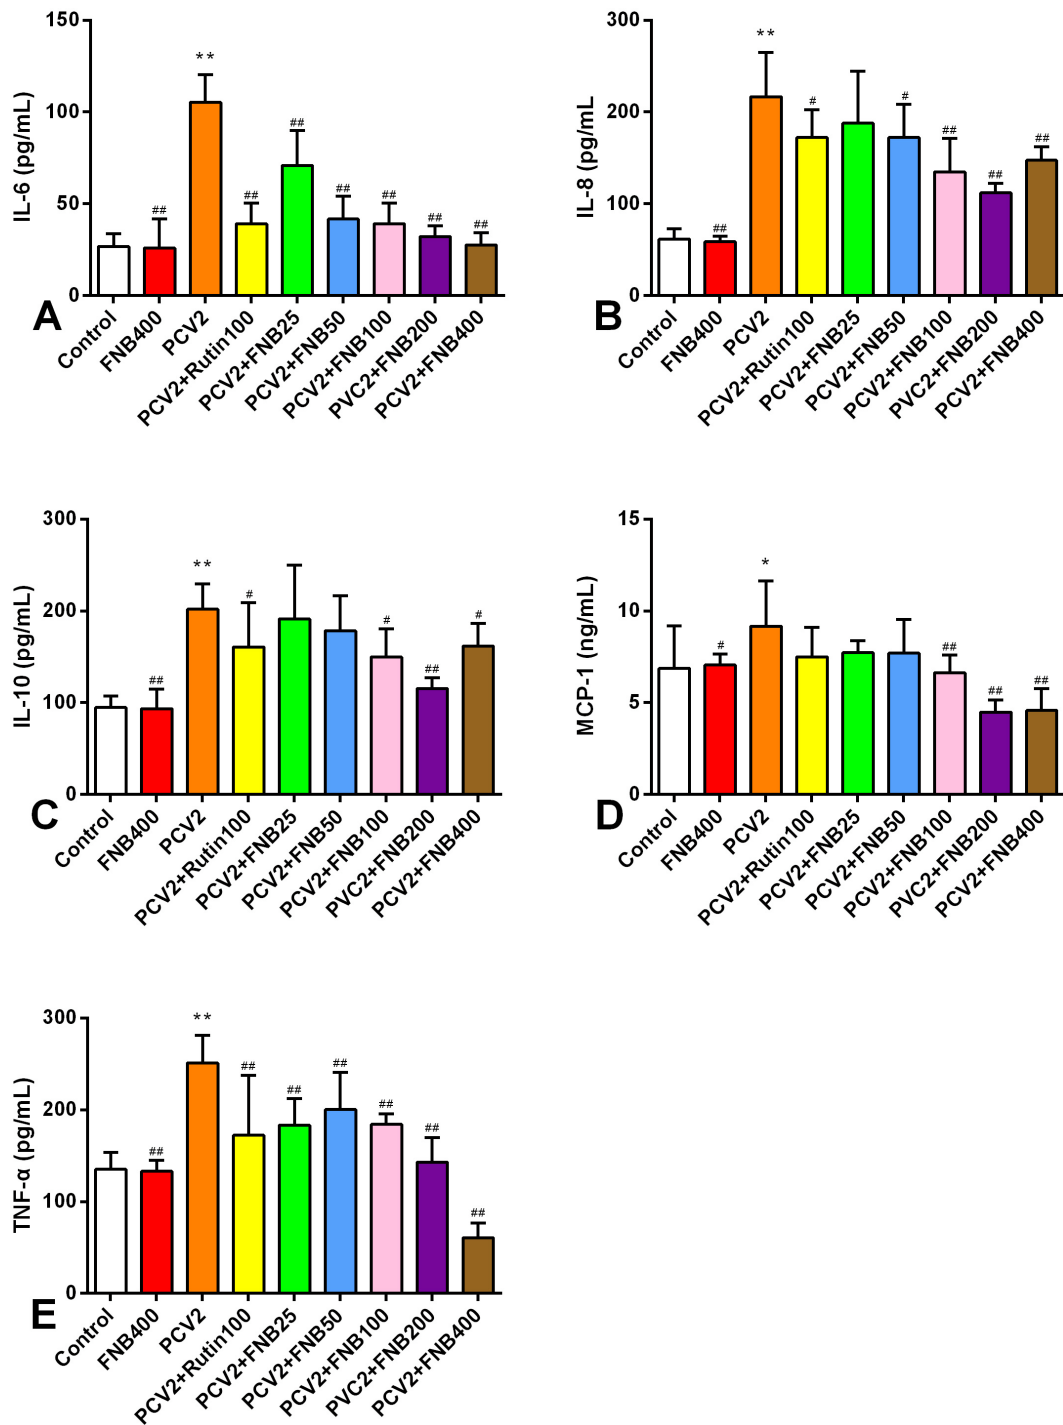 IL-6 (pg/mL)
150
100
50
0
**
##
##
##
##
##
##
##
Control
FNB400
PCV2
PCV2+Rutin100
PCV2+FNB25
PCV2+FNB50
PCV2+FNB100
PVC2+FNB200
PCV2+FNB400
A
IL-8 (pg/mL
300
200
100
0
##
**
#
#
##
##
##
Control
FNB400
PCV2
PCV2+Rutin100
PCV2+FNB25
PCV2+FNB50
PCV2+FNB100
PVC2+FNB200
PCV2+FNB400
B
IL-10 (pg/mL)
300
200
100
0
##
**
#
#
##
#
Control
FNB400
PCV2
PCV2+Rutin100
PCV2+FNB25
PCV2+FNB50
PCV2+FNB100
PVC2+FNB200
PCV2+FNB400
C
MCP-1 (ng/mL)
15
10
5
0
#
*
##
##
##
Control
FNB400
PCV2
PCV2+Rutin100
PCV2+FNB25
PCV2+FNB50
PCV2+FNB100
PVC2+FNB200
PCV2+FNB400
D
TNF-α (pg/mL)
300
200
100
0
##
**
##
##
##
##
##
##
Control
FNB400
PCV2
PCV2+Rutin100
PCV2+FNB25
PCV2+FNB50
PCV2+FNB100
PVC2+FNB200
PCV2+FNB400
E